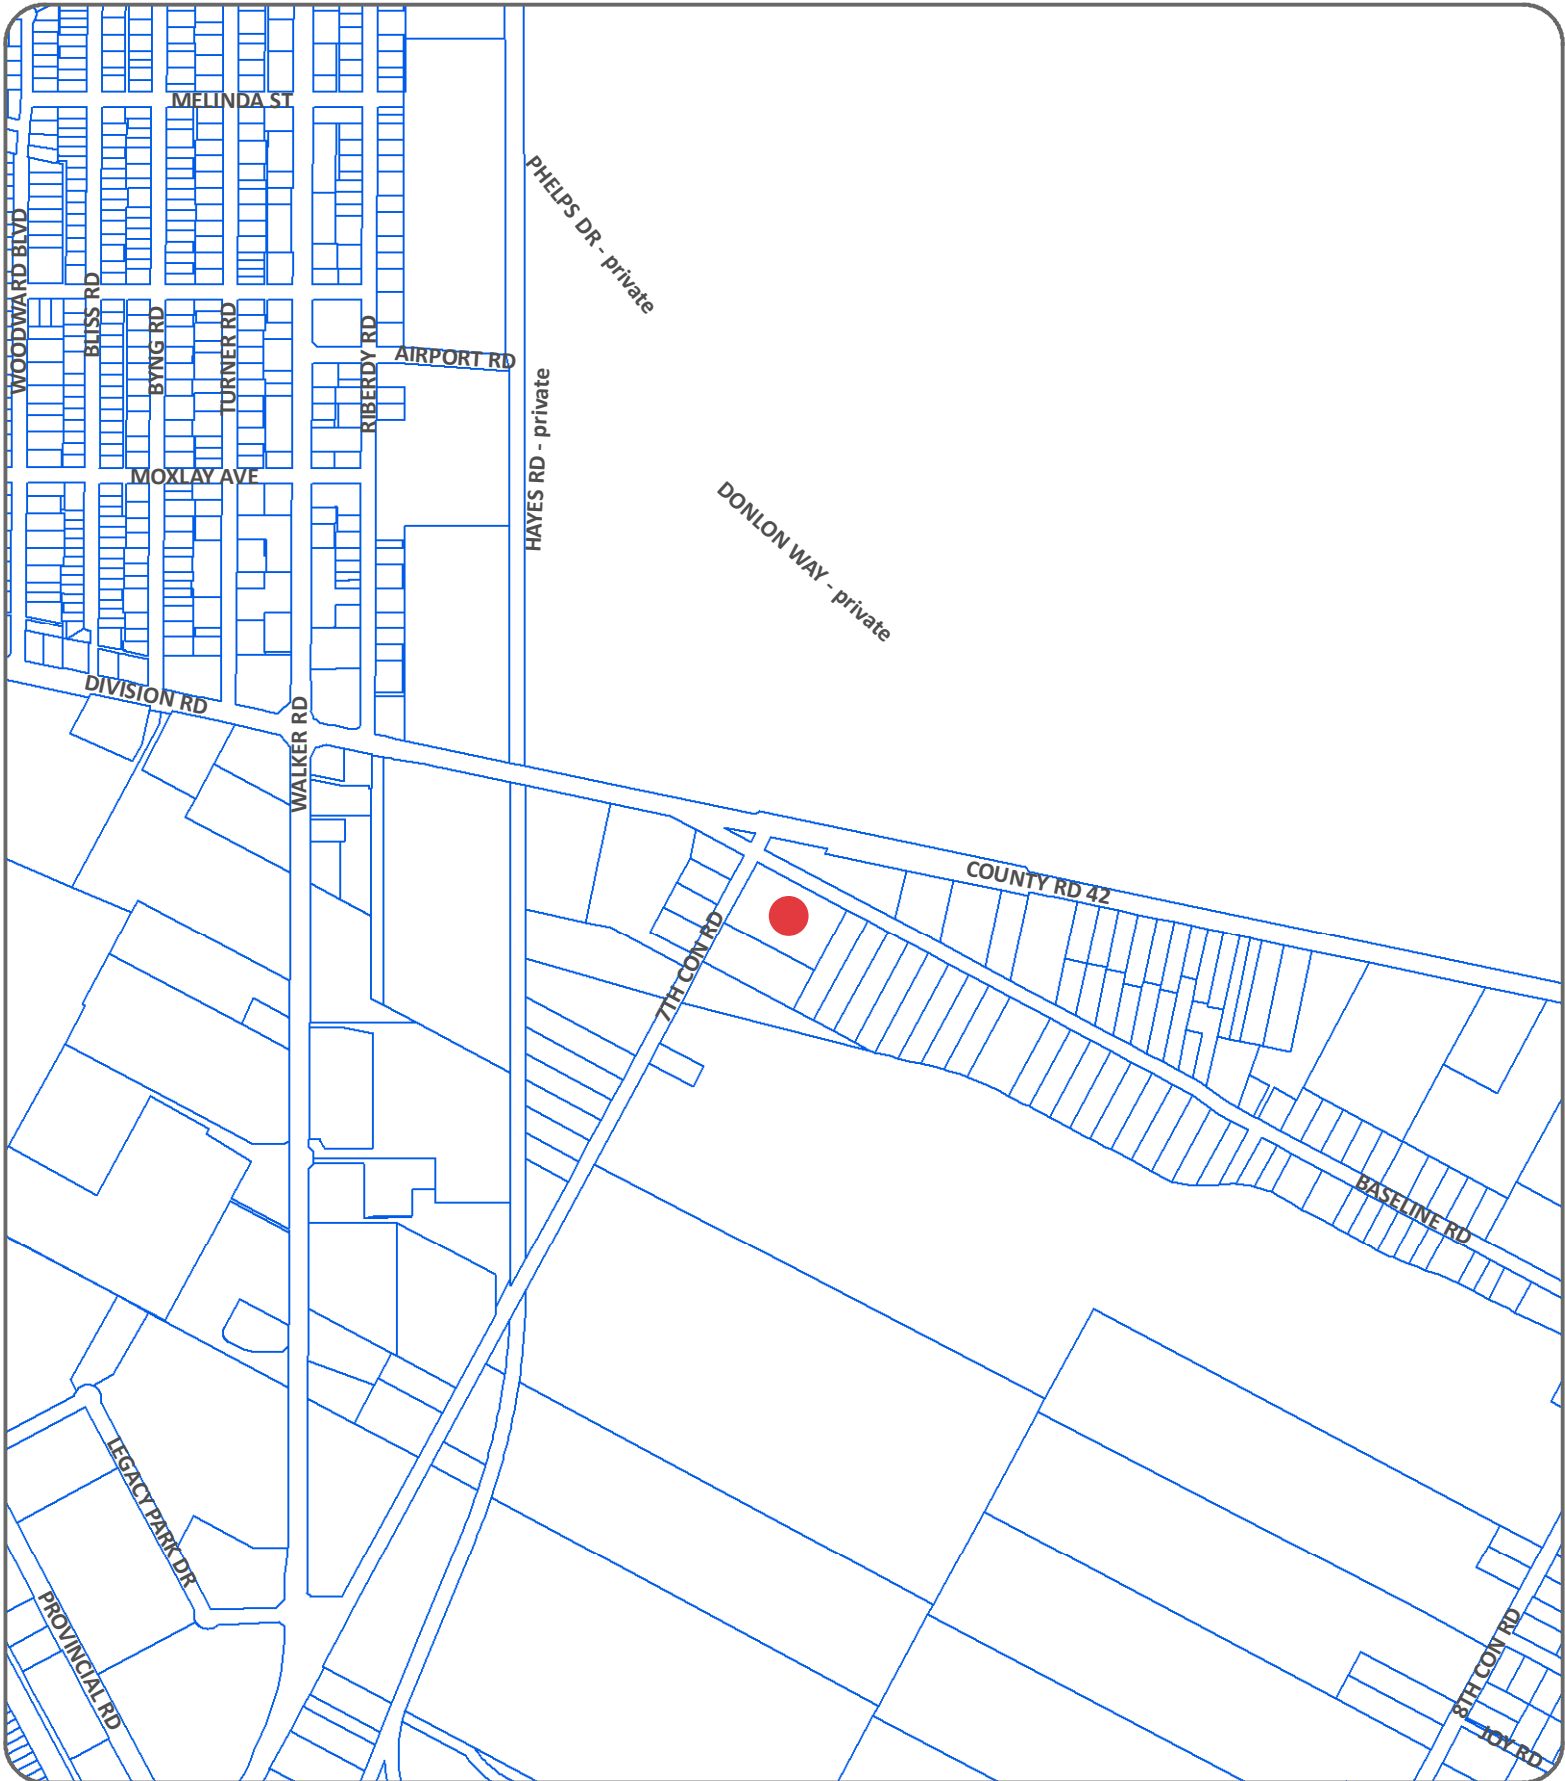 MELINDA ST
PHELPS DR - private
WOODWARD BLVD
BLISS RD
BYNG RD
TURNER RD
RIBERDY RD
AIRPORT RD
HAYES RD - private
MOXLAY AVE
DONLON WAY - private
DIVISION RD
WALKER RD
COUNTY RD 42
7TH CON RD
BASELINE RD
LEGACY PARK DR
PROVINCIAL RD
8TH CON RD
JOY RD